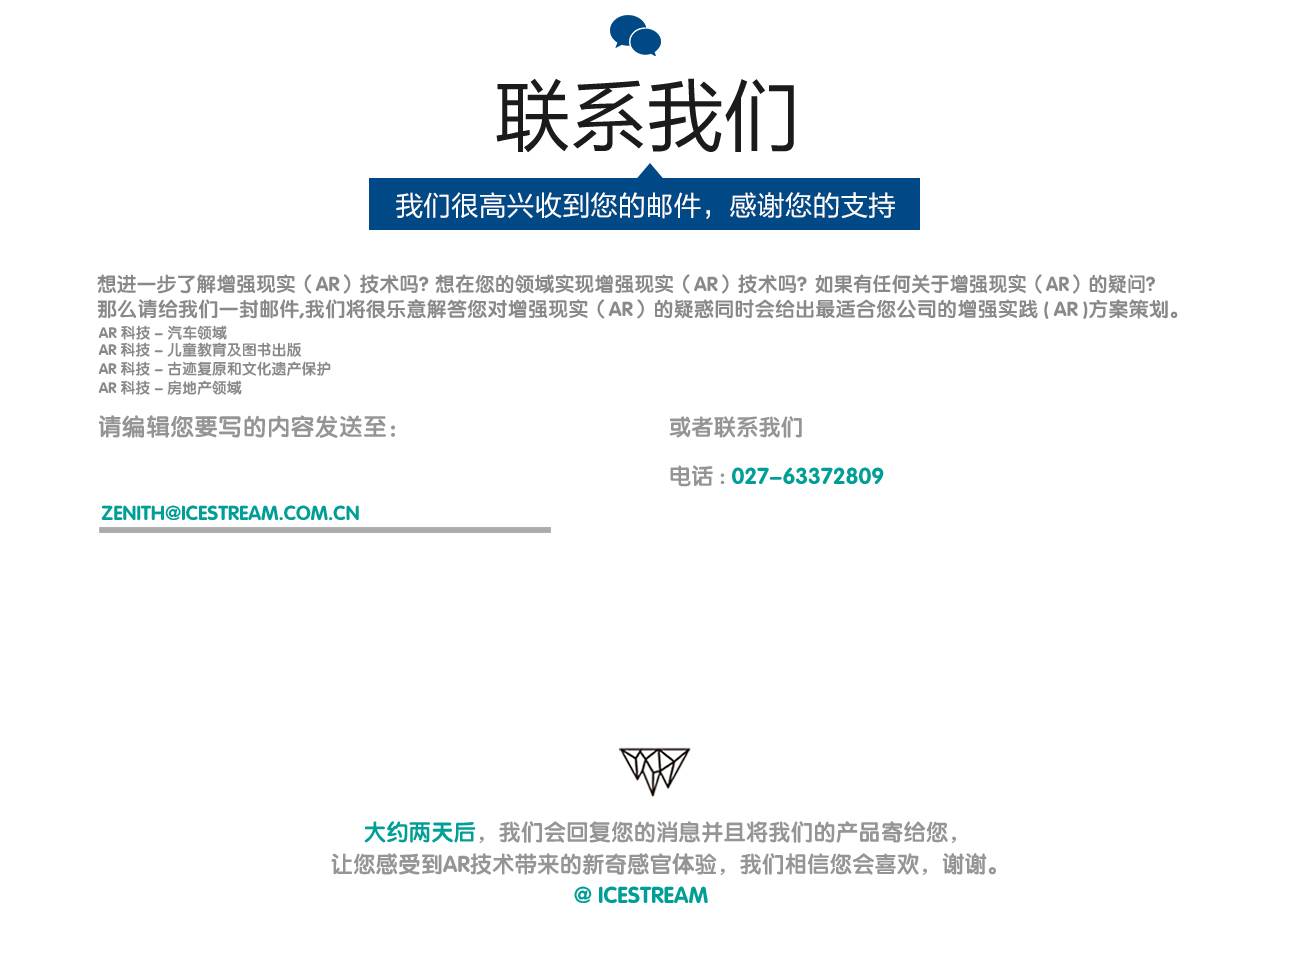 联系我们
我们很高兴收到您的邮件，感谢您的支持
想进一步了解增强现实（AR）技术吗? 想在您的领域实现增强现实（AR）技术吗? 如果有任何关于增强现实（AR）的疑问?
那么请给我们一封邮件,我们将很乐意解答您对增强现实（AR）的疑惑同时会给出最适合您公司的增强实践 ( AR )方案策划。
AR 科技 – 汽车领域
AR 科技 – 儿童教育及图书出版
AR 科技 – 古迹复原和文化遗产保护
AR 科技 – 房地产领域
请编辑您要写的内容发送至：
ZENITH@ICESTREAM.COM.CN
或者联系我们
电话 : 027–63372809
大约两天后，我们会回复您的消息并且将我们的产品寄给您，
让您感受到AR技术带来的新奇感官体验，我们相信您会喜欢，谢谢。
@ ICESTREAM